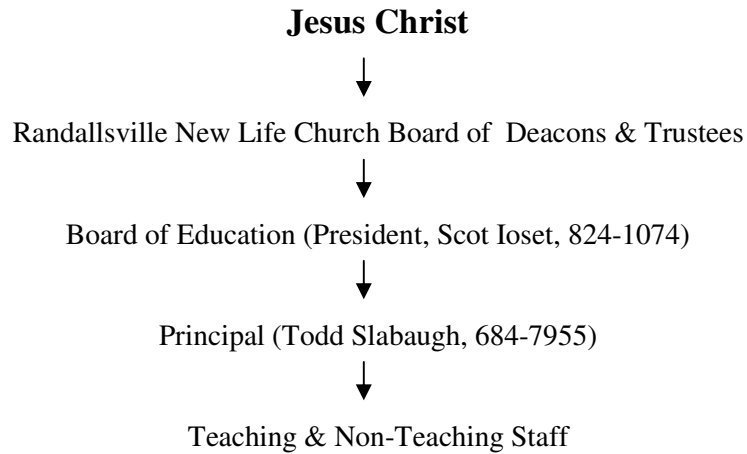 Jesus Christ
Randallsville New Life Church Board of  Deacons & Trustees
Board of Education (President, Scot Ioset, 824-1074)
Principal (Todd Slabaugh, 684-7955)
Teaching & Non-Teaching Staff